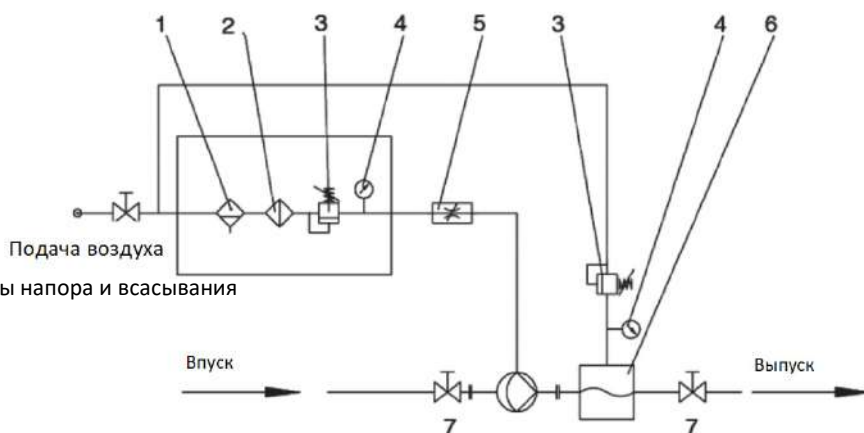 1 2 3 4 5 3 4 6
Подача воздуха
ы напора и всасывания
Впуск
Выпуск
7 7